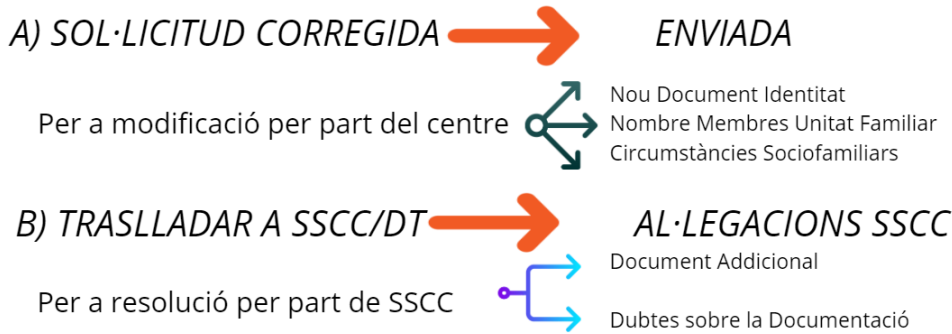 A) SOL·LICITUD CORREGIDA
ENVIADA
Per a modificació per part del centre
Nou Document Identitat
Nombre Membres Unitat Familiar
Circumstàncies Sociofamiliars
B) TRASLLADAR A SSCC/DT
AL·LEGACIONS SSCC
Per a resolució per part de SSCC
Document Addicional
Dubtes sobre la Documentació